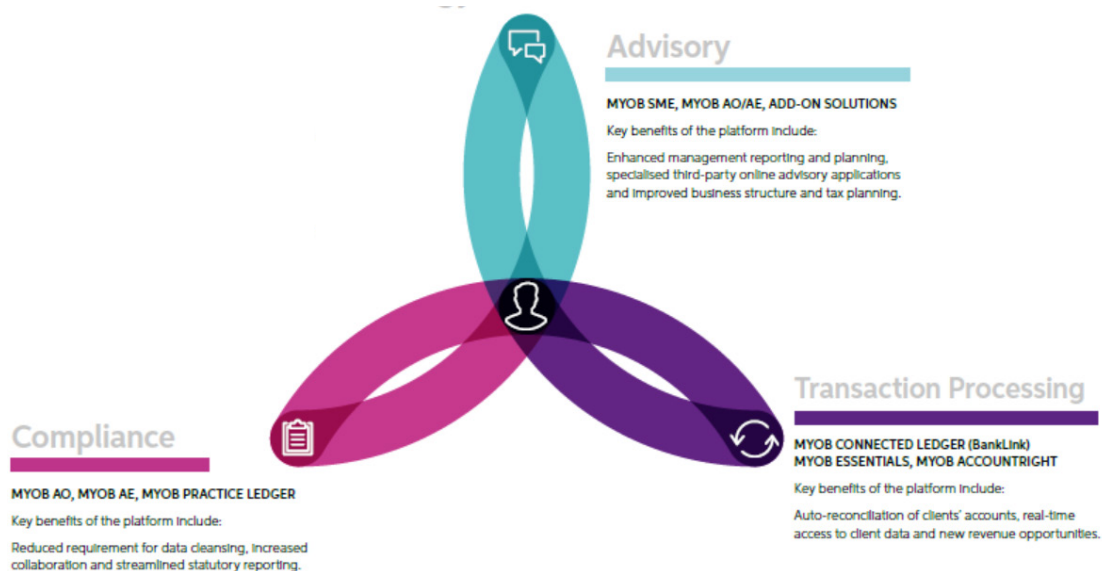 Advisory
MYOB SME, MYOB AO/AE, ADD-ON SOLUTIONS
Key benefits of the platform include:
Enhanced management reporting and planning,
specialised third-party online advisory applications
and improved business structure and tax planning.
Transaction Processing
MYOB CONNECTED LEDGER (BankLink)
MYOB ESSENTIALS, MYOB ACCOUNTRIGHT
Key benefits of the platform include:
Auto-reconciliation of clients' accounts, real-time
access to client data and new revenue opportunities.
Compliance
MYOB AO, MYOB AE, MYOB PRACTICE LEDGER
Key benefits of the platform include:
Reduced requirement for data cleansing, increased
collaboration and streamlined statutory reporting.